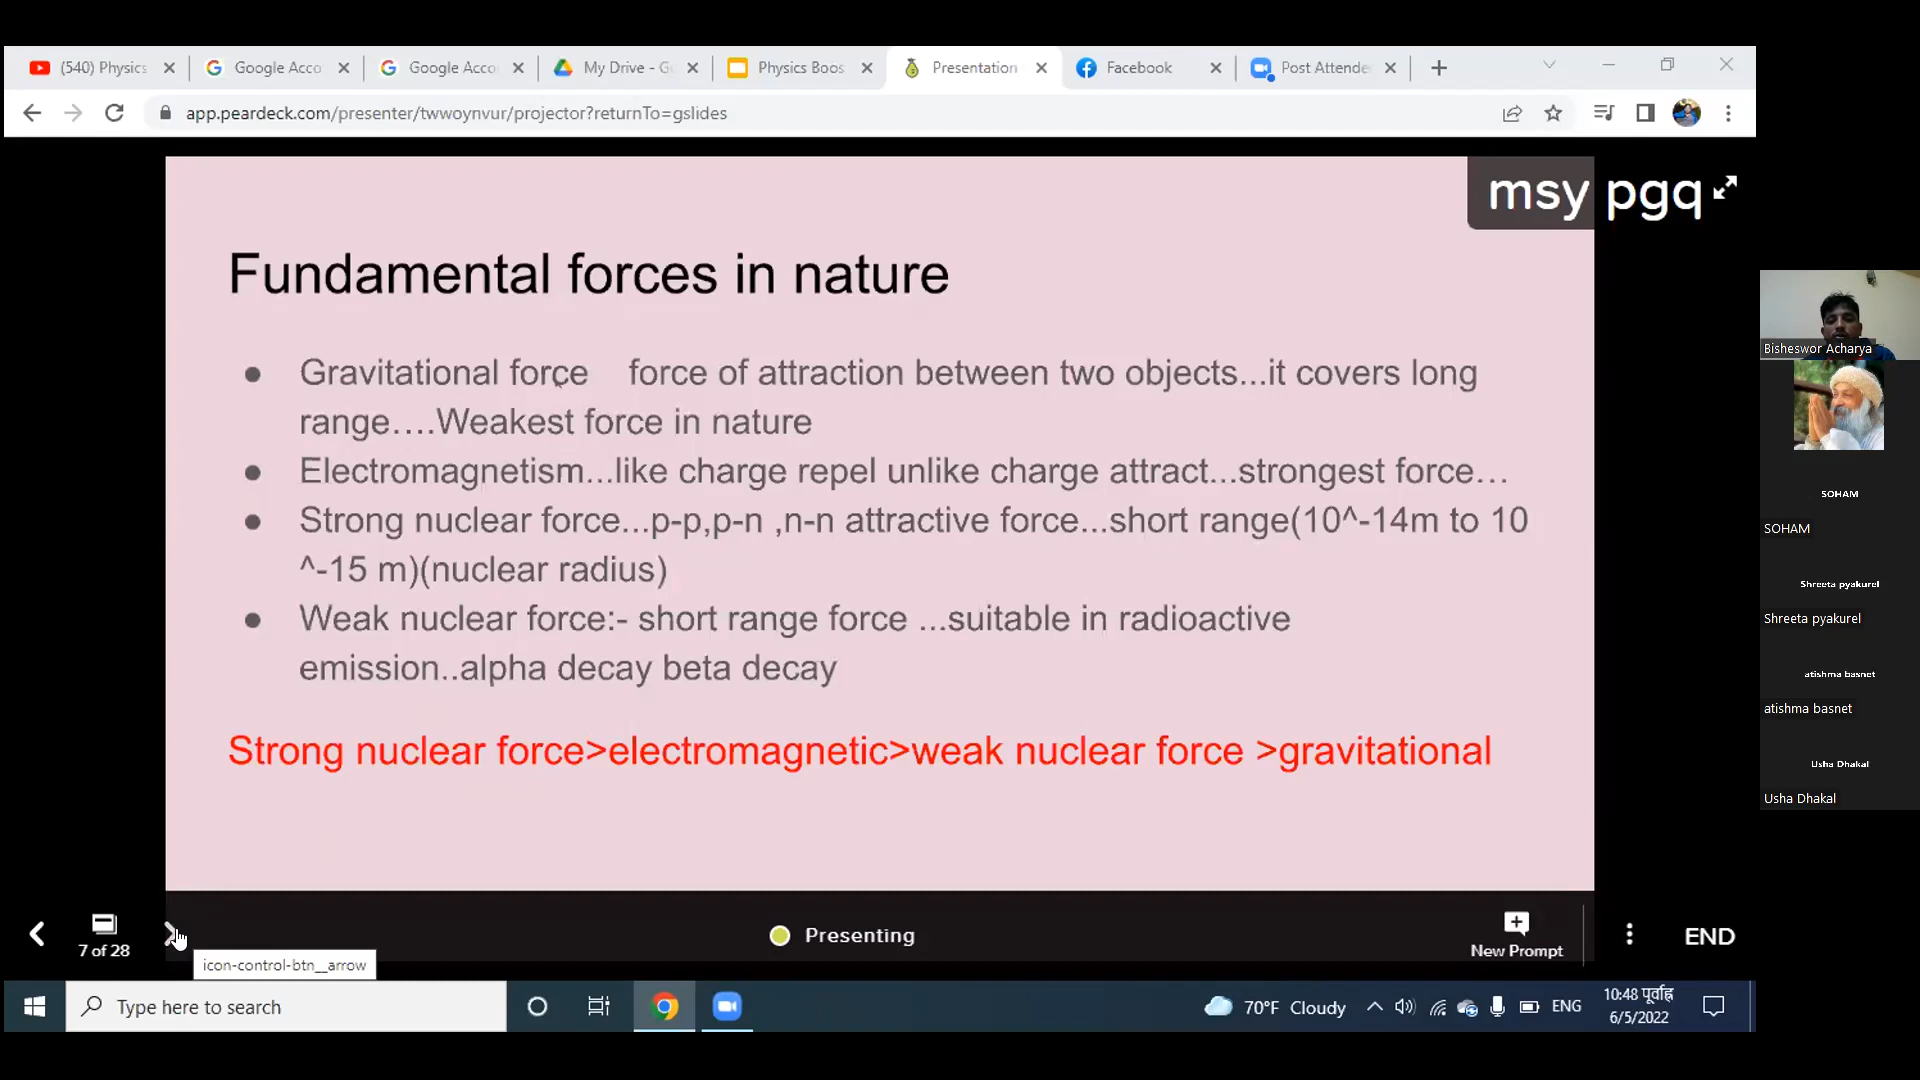 (540) Physics
Google Acco
Google Acco
My Drive - G
Physics Boos
Presentation
Facebook
Post Attende
app.peardeck.com/presenter/twwoynvur/projector?returnTo=gslides
msy pgq
Fundamental forces in nature
● Gravitational force force of attraction between two objects...it covers long
range….Weakest force in nature
● Electromagnetism...like charge repel unlike charge attract...strongest force…
● Strong nuclear force...p-p,p-n ,n-n attractive force...short range(10^-14m to 10
^-15 m)(nuclear radius)
● Weak nuclear force:- short range force ...suitable in radioactive
emission..alpha decay beta decay
Strong nuclear force>electromagnetic>weak nuclear force >gravitational
Bisheswor Acharya
SOHAM
SOHAM
Shreeta pyakurel
Shreeta pyakurel
atishma basnet
atishma basnet
Usha Dhakal
Usha Dhakal
7 of 28
Presenting
New Prompt
END
icon-control-btn__arrow
Type here to search
70°F Cloudy
ENG
10:48 पूर्वाह्न
6/5/2022